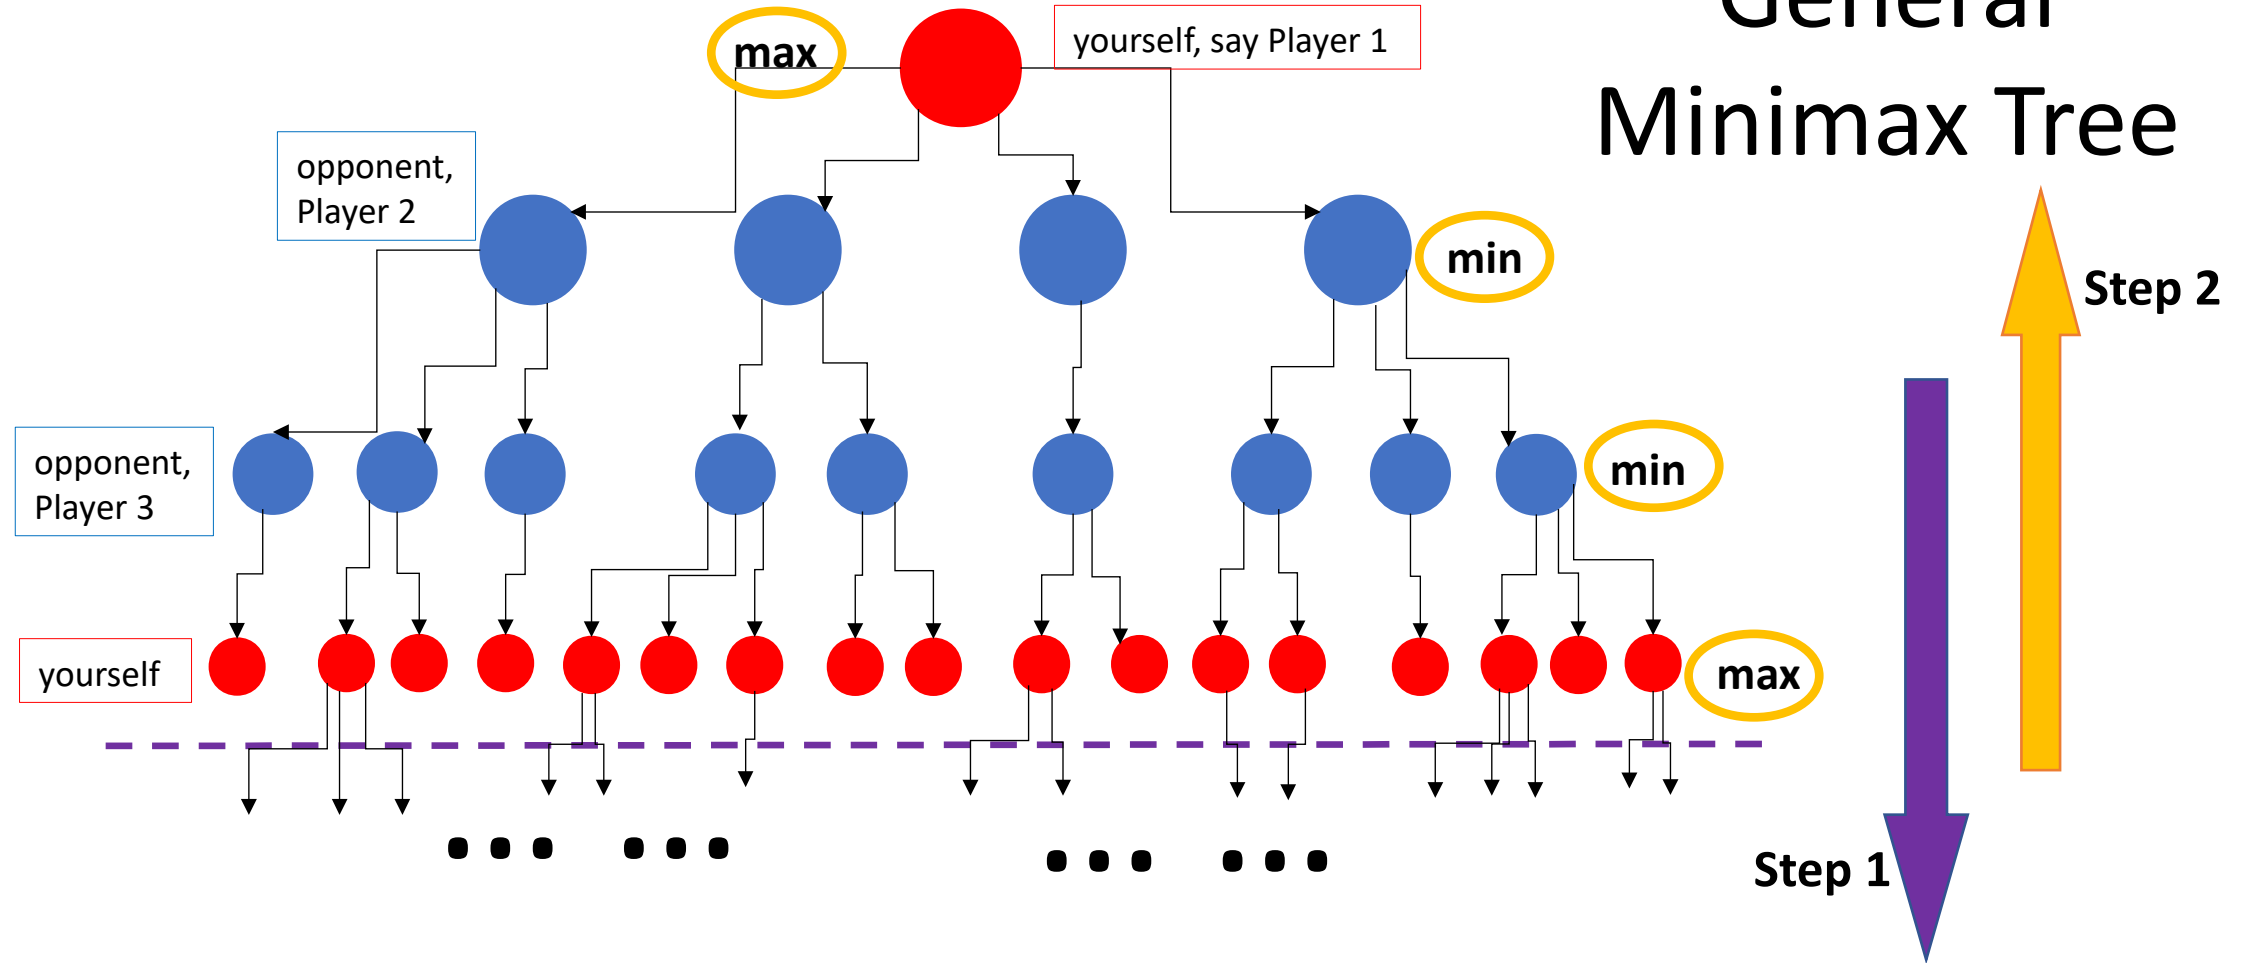 General
Minimax Tree
max
yourself, say Player 1
opponent,
Player 2
min
Step 2
opponent,
Player 3
min
yourself
max
Step 1